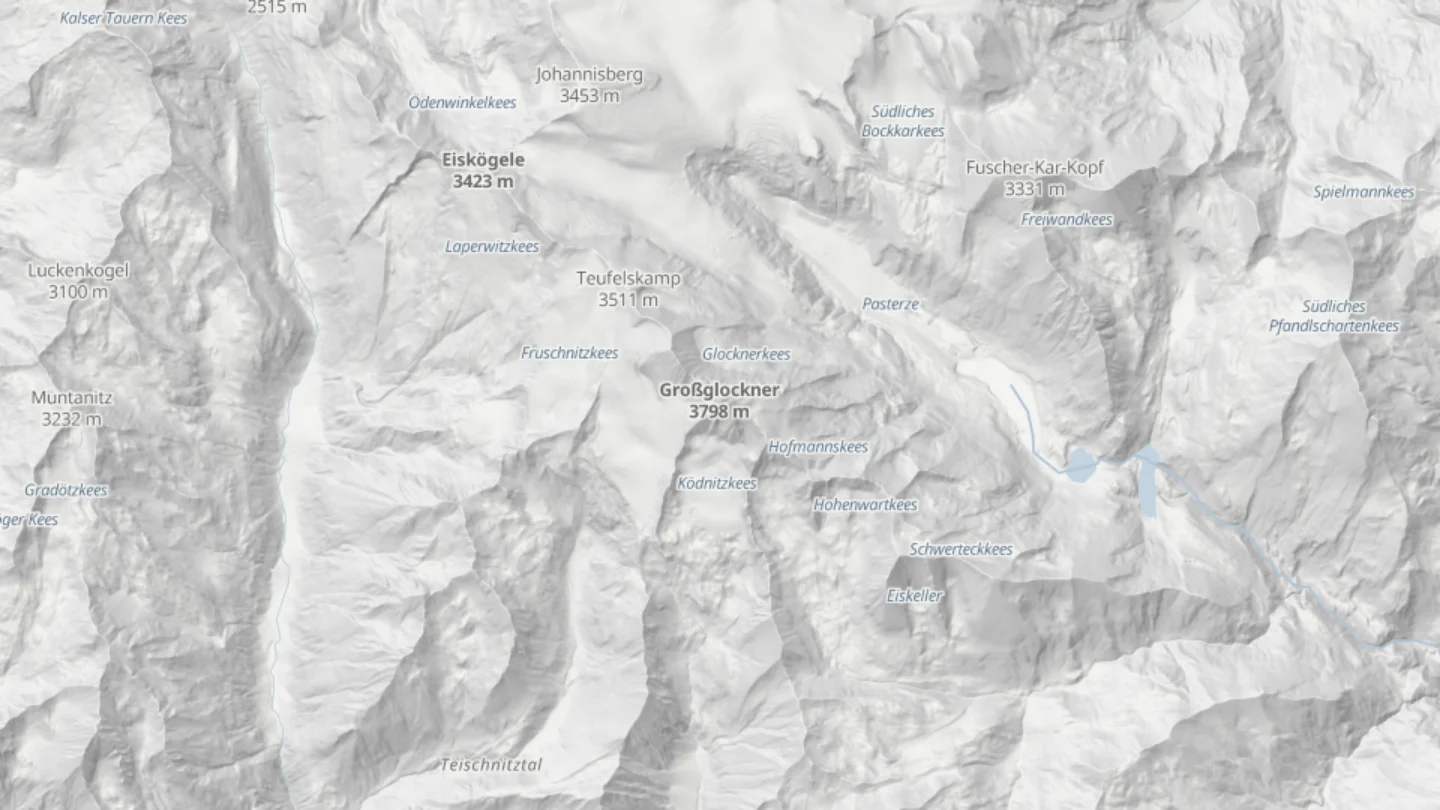 2515 m
Kalser Tauern Kees
Johannisberg
3453 m
Ödenwinkelkees
Südliches
Bockkarkees
Eiskögele
3423 m
Fuscher-Kar-Kopf
3331 m
Spielmannkees
Freiwandkees
Laperwitzkees
Luckenkogel
3100 m
Teufelskamp
3511 m
Pasterze
Südliches
Pfandlschartenkees
Fruschnitzkees
Glocknerkees
Großglockner
3798 m
Muntanitz
3232 m
Hofmannskees
Ködnitzkees
Gradötzkees
Hohenwartkees
ger Kees
Schwerteckkees
Eiskeller
Teischnitztal